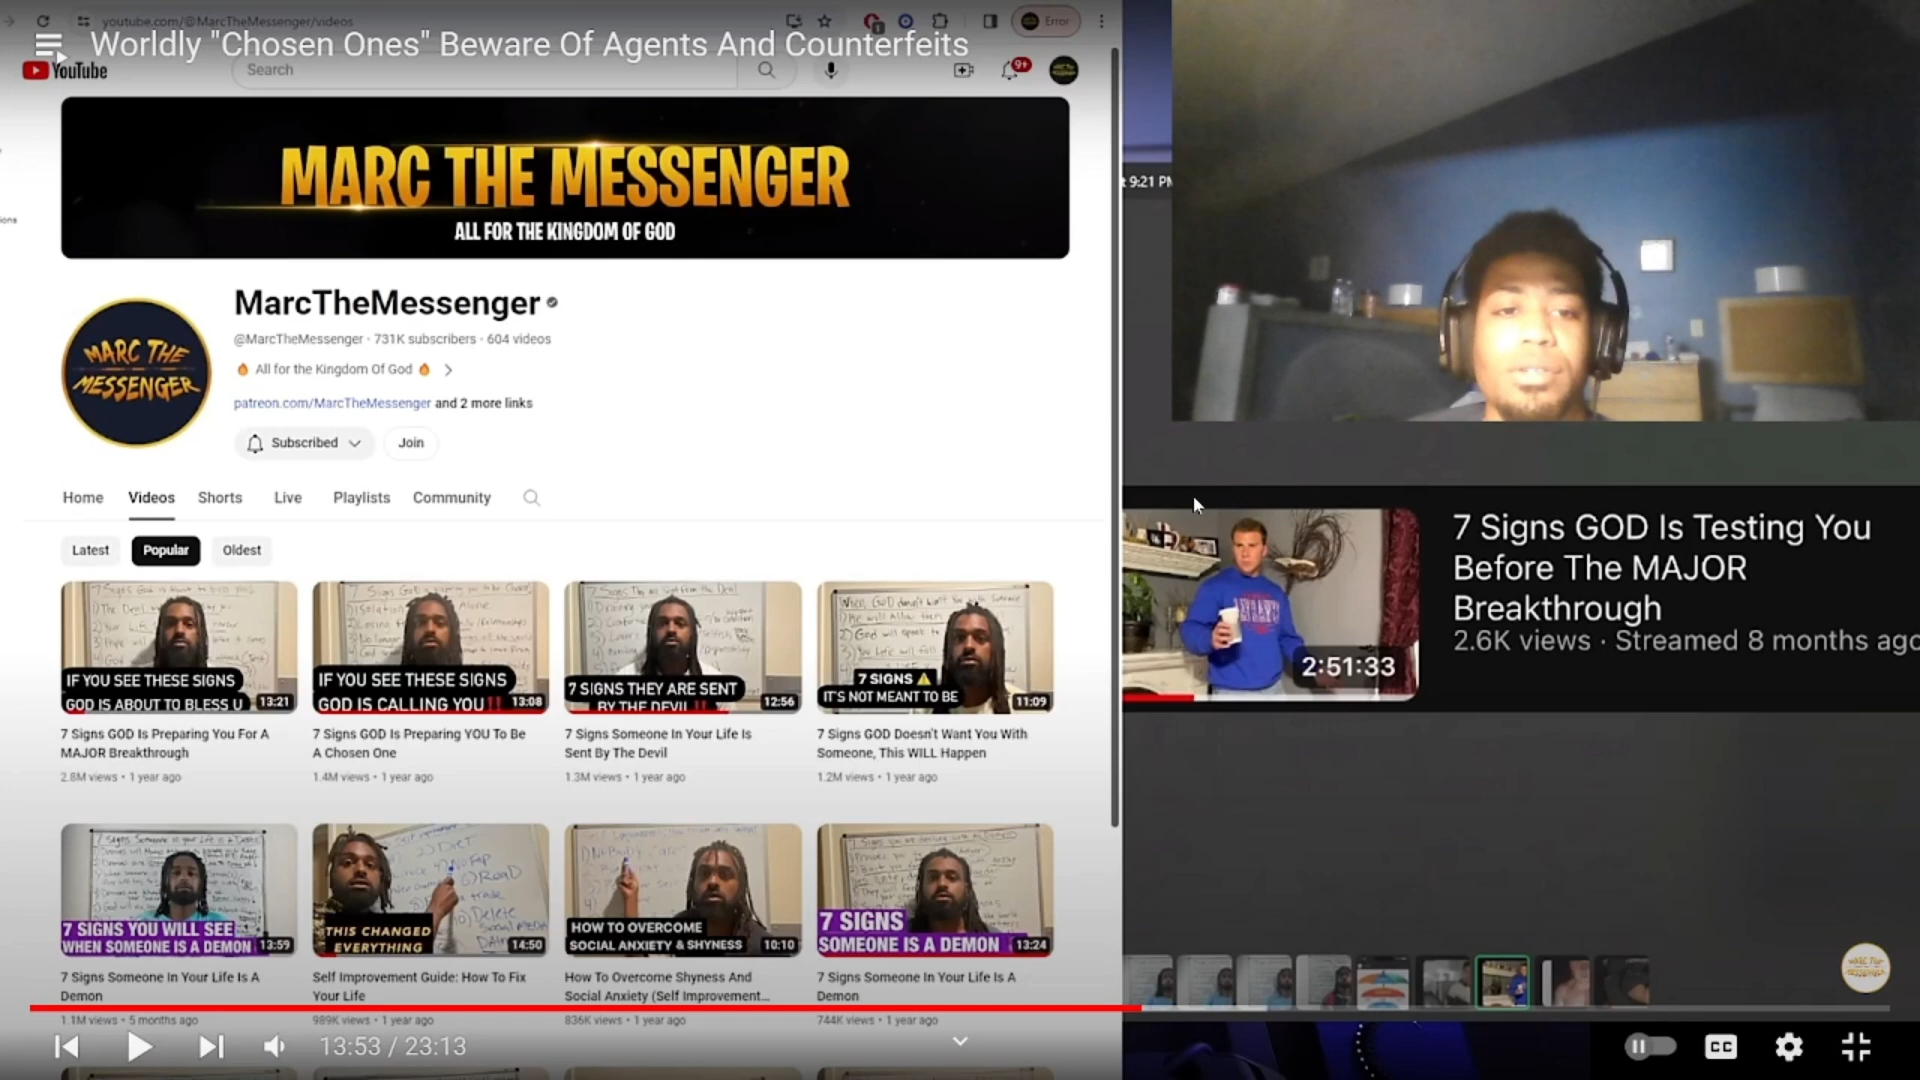 youtube.com/@MarcTheMessenger/videos
Error
Worldly "Chosen Ones" Beware Of Agents And Counterfeits
YouTube
Search
9+
MARC THE MESSENGER
ALL FOR THE KINGDOM OF GOD
9:21 PM
MARC THE
MESSENGER
MarcTheMessenger
@MarcTheMessenger · 731K subscribers · 604 videos
🔥 All for the Kingdom Of God 🔥
patreon.com/MarcTheMessenger and 2 more links
Subscribed
Join
Home Videos Shorts Live Playlists Community
Latest Popular Oldest
IF YOU SEE THESE SIGNS
GOD IS ABOUT TO BLESS U
13:21
IF YOU SEE THESE SIGNS
GOD IS CALLING YOU‼
13:08
7 SIGNS THEY ARE SENT
BY THE DEVIL
12:56
7 SIGNS ⚠
IT'S NOT MEANT TO BE
11:09
7 Signs GOD Is Preparing YOU For A
MAJOR Breakthrough
2.8M views • 1 year ago
7 Signs GOD Is Preparing YOU To Be
A Chosen One
1.4M views • 1 year ago
7 Signs Someone In Your Life Is
Sent By The Devil
1.3M views • 1 year ago
7 Signs GOD Doesn't Want You With
Someone, This WILL Happen
1.2M views • 1 year ago
7 SIGNS YOU WILL SEE
WHEN SOMEONE IS A DEMON
13:59
THIS CHANGED
EVERYTHING
14:50
HOW TO OVERCOME
SOCIAL ANXIETY & SHYNESS
10:10
7 SIGNS
SOMEONE IS A DEMON
13:24
7 Signs Someone In Your Life Is A
Demon
1.1M views • 5 months ago
Self Improvement Guide: How To Fix
Your Life
989K views • 1 year ago
How To Overcome Shyness And
Social Anxiety (Self Improvement...
836K views • 1 year ago
7 Signs Someone In Your Life Is A
Demon
744K views • 1 year ago
2:51:33
7 Signs GOD Is Testing You
Before The MAJOR
Breakthrough
2.6K views · Streamed 8 months ago
13:53 / 23:13
CC